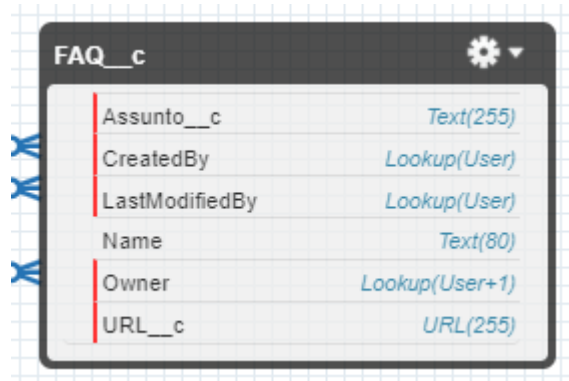 FAQ__c
Assunto__c Text(255)
CreatedBy Lookup(User)
LastModifiedBy Lookup(User)
Name Text(80)
Owner Lookup(User+1)
URL__c URL(255)